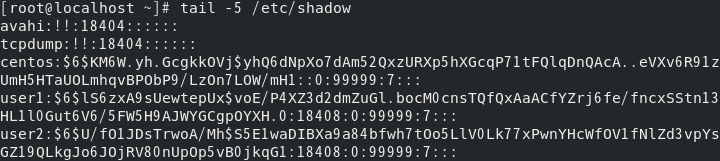 [root@localhost ~]# tail -5 /etc/shadow
avahi:!!:18404::::::
tcpdump:!!:18404::::::
centos:$6$KM6W.yh.GcgkkOVj$yhQ6dNpXo7dAm52QxzURXp5hXGcqP71tFQlqDnQAcA..eVXv6R91z
UmH5HTaUOLmhqvBPObP9/LzOn7LOW/mH1::0:99999:7:::
user1:$6$lS6zxA9sUewtepUx$voE/P4XZ3d2dmZuGl.bocM0cnsTQfQxAaACfYZrj6fe/fncxSStn13
HL1l0Gut6V6/5FW5H9AJWYGCgpOYXH.0:18408:0:99999:7:::
user2:$6$U/fO1JDsTrwoA/Mh$S5E1waDIBXa9a84bfwh7tOo5LlV0Lk77xPwnYHcWfOV1fNlZd3vpYs
GZ19QLkgJo6JOjRV80nUpOp5vB0jkqG1:18408:0:99999:7:::